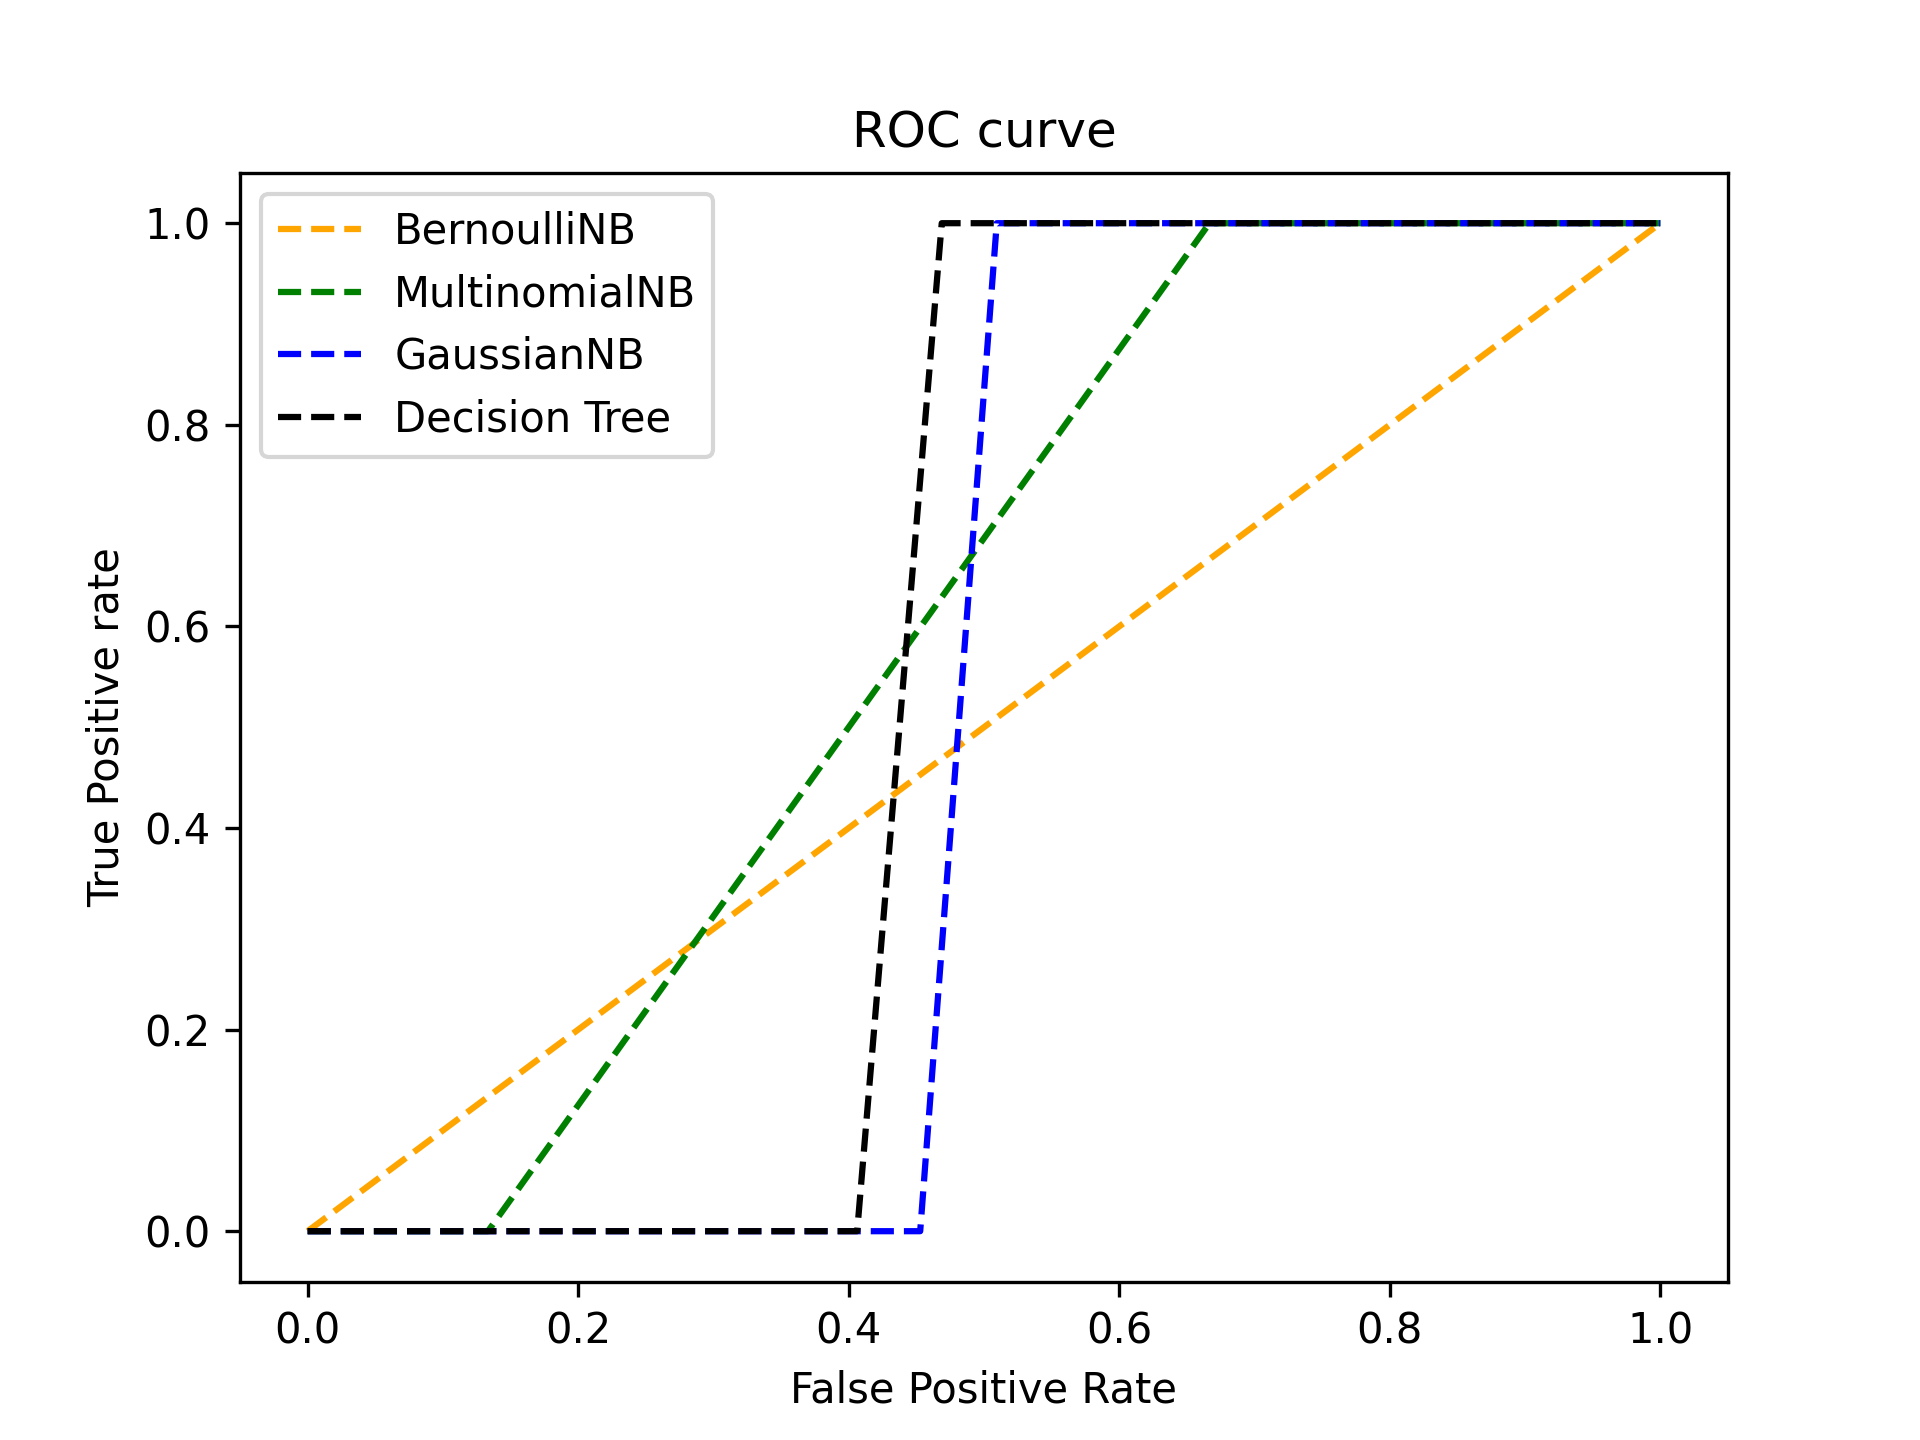 ROC curve
BernoulliNB
MultinomialNB
GaussianNB
Decision Tree
True Positive rate
1.0
0.8
0.6
0.4
0.2
0.0
0.0 0.2 0.4 0.6 0.8 1.0
False Positive Rate